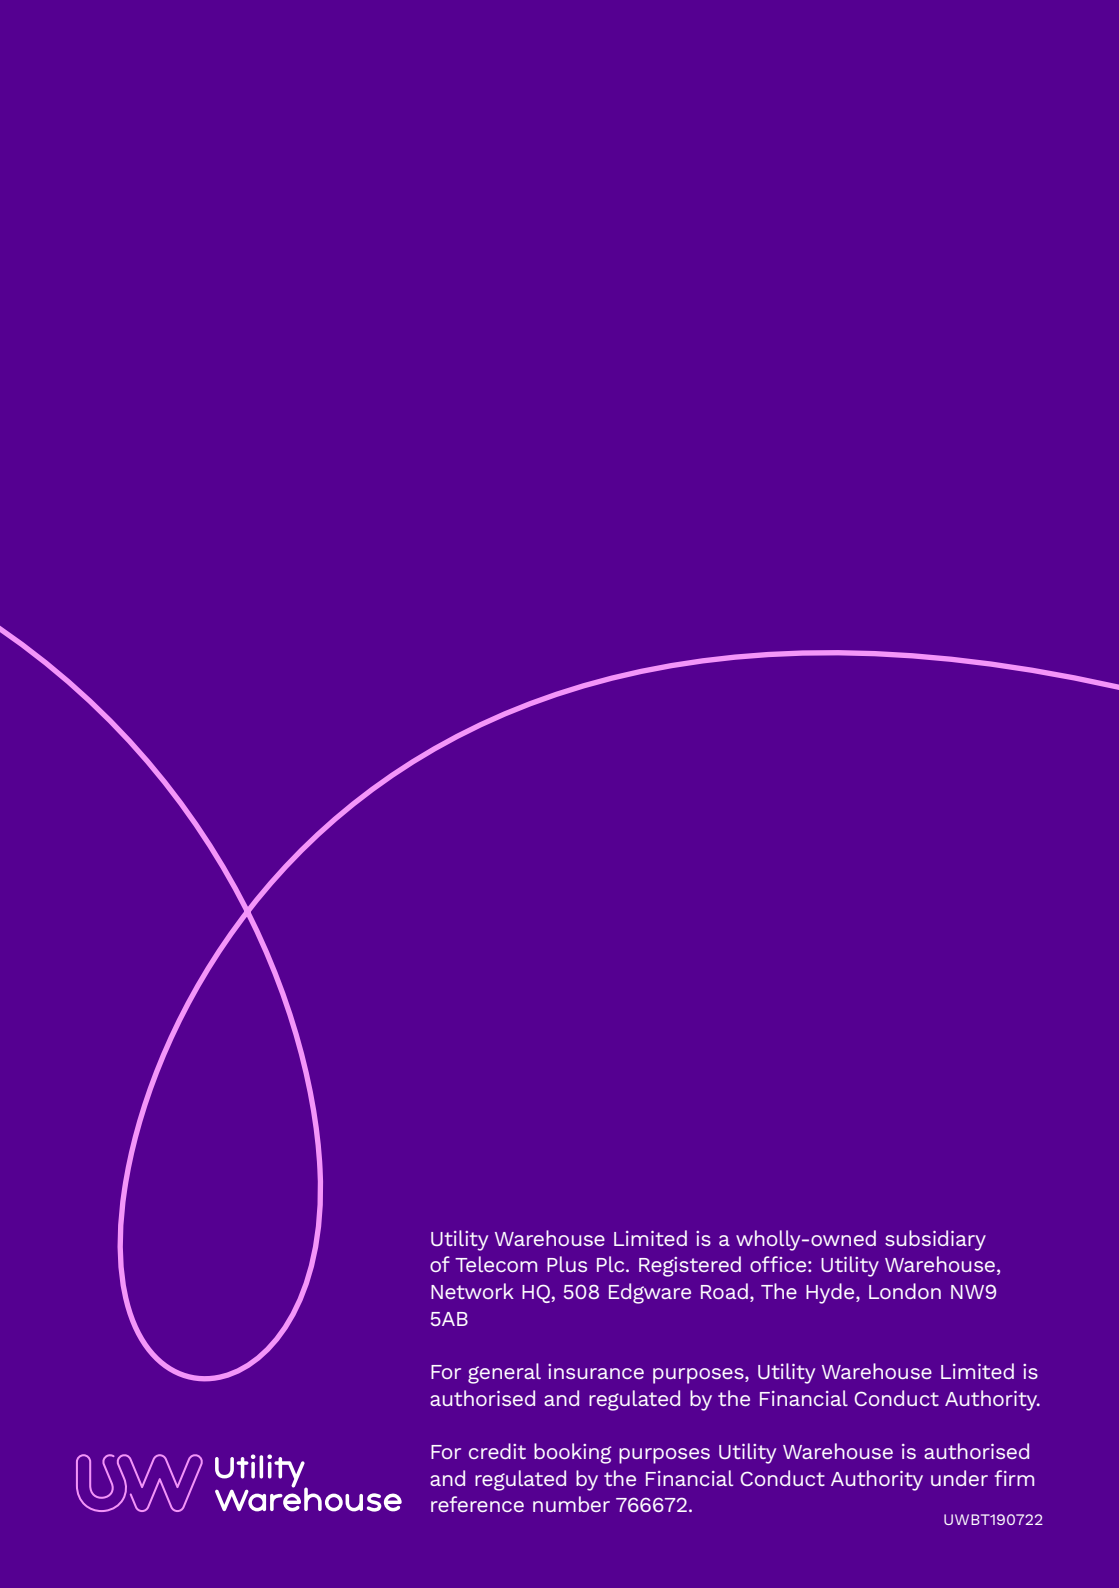 Utility Warehouse Limited is a wholly-owned subsidiary
of Telecom Plus Plc. Registered office: Utility Warehouse,
Network HQ, 508 Edgware Road, The Hyde, London NW9
5AB
For general insurance purposes, Utility Warehouse Limited is
authorised and regulated by the Financial Conduct Authority.
For credit booking purposes Utility Warehouse is authorised
and regulated by the Financial Conduct Authority under firm
reference number 766672.
UW Utility
Warehouse
UWBT190722